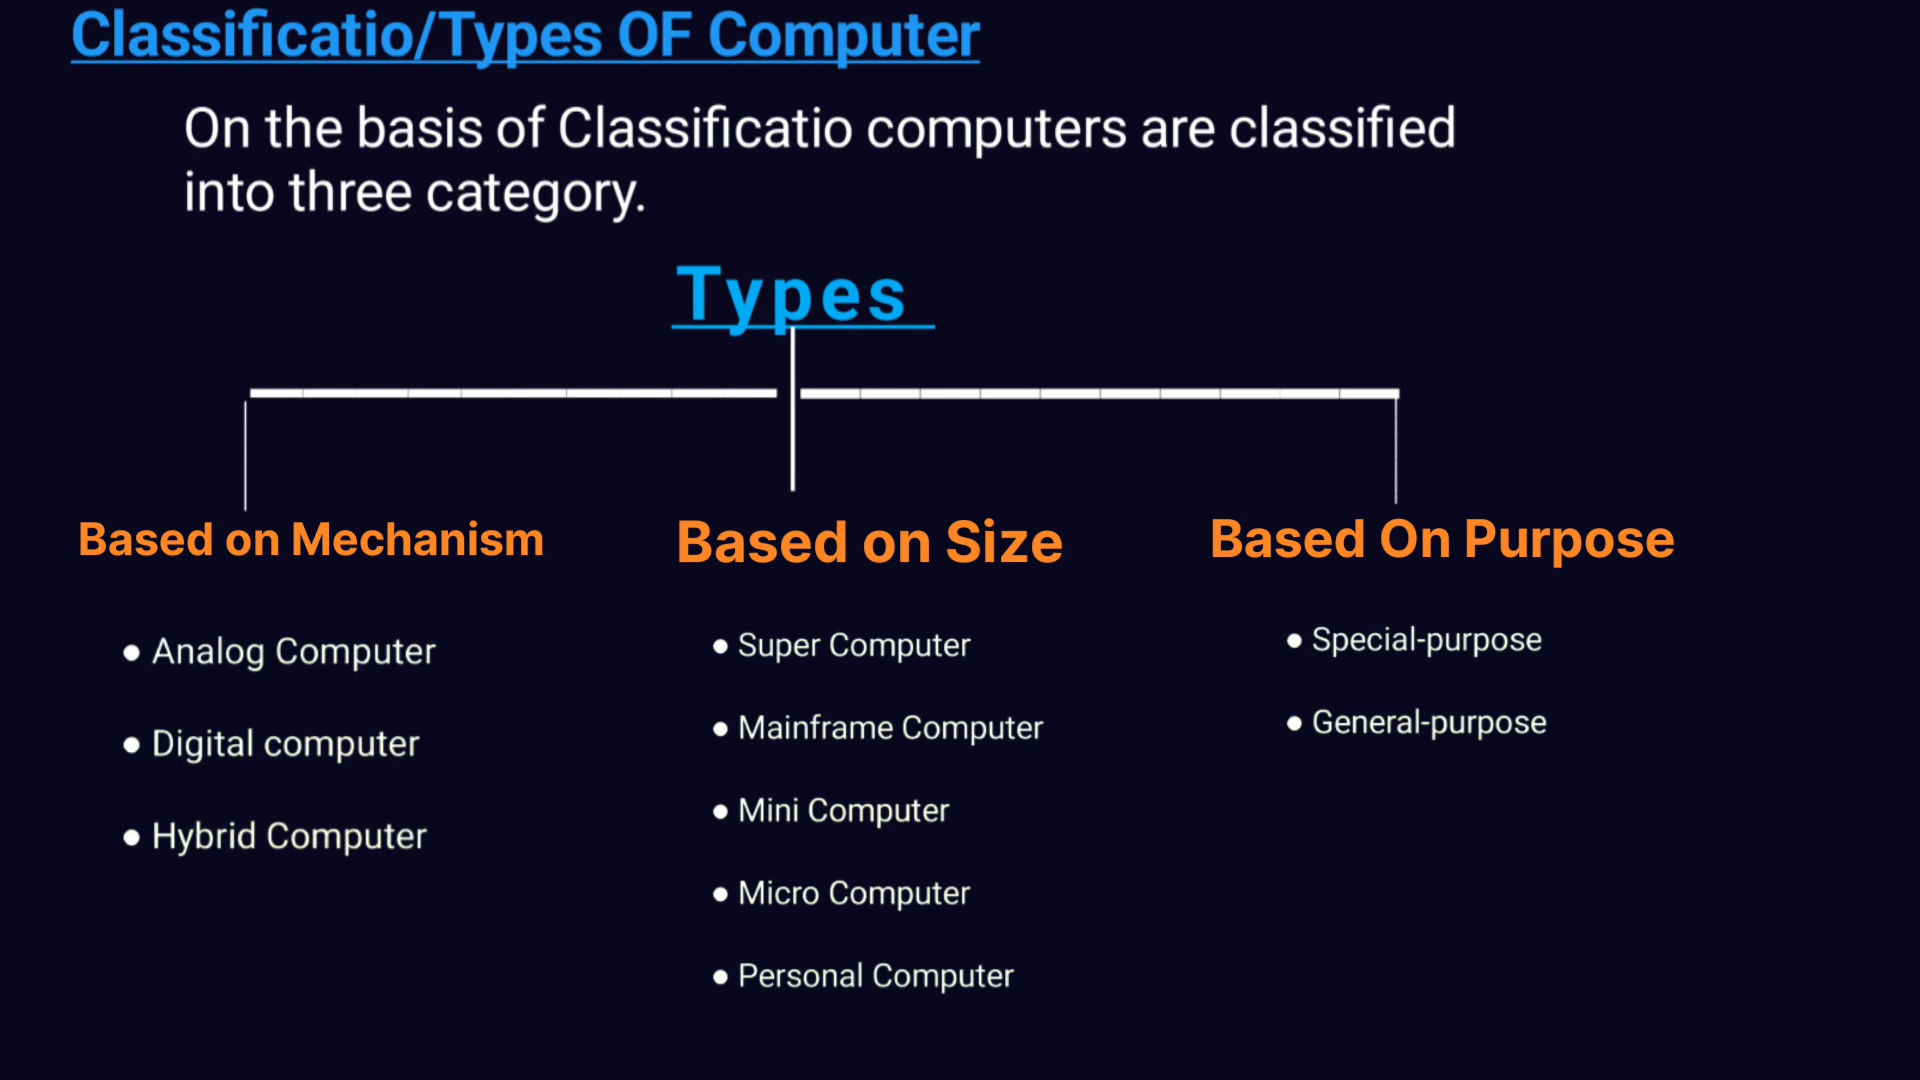 Classificatio/Types OF Computer
On the basis of Classificatio computers are classified
into three category.
Types
Based on Mechanism
● Analog Computer
● Digital computer
● Hybrid Computer
Based on Size
● Super Computer
● Mainframe Computer
● Mini Computer
● Micro Computer
● Personal Computer
Based On Purpose
● Special-purpose
● General-purpose